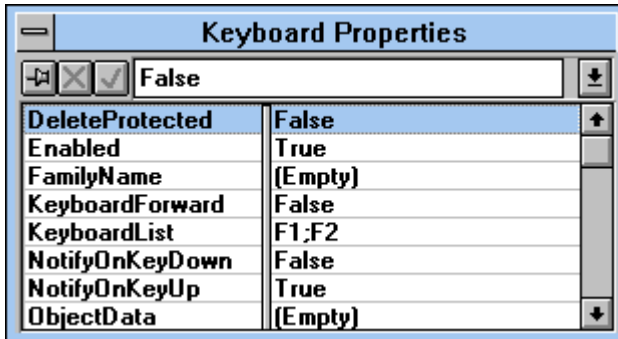 Keyboard Properties
False
DeleteProtected False
Enabled True
FamilyName (Empty)
KeyboardForward False
KeyboardList F1;F2
NotifyOnKeyDown False
NotifyOnKeyUp True
ObjectData (Empty)